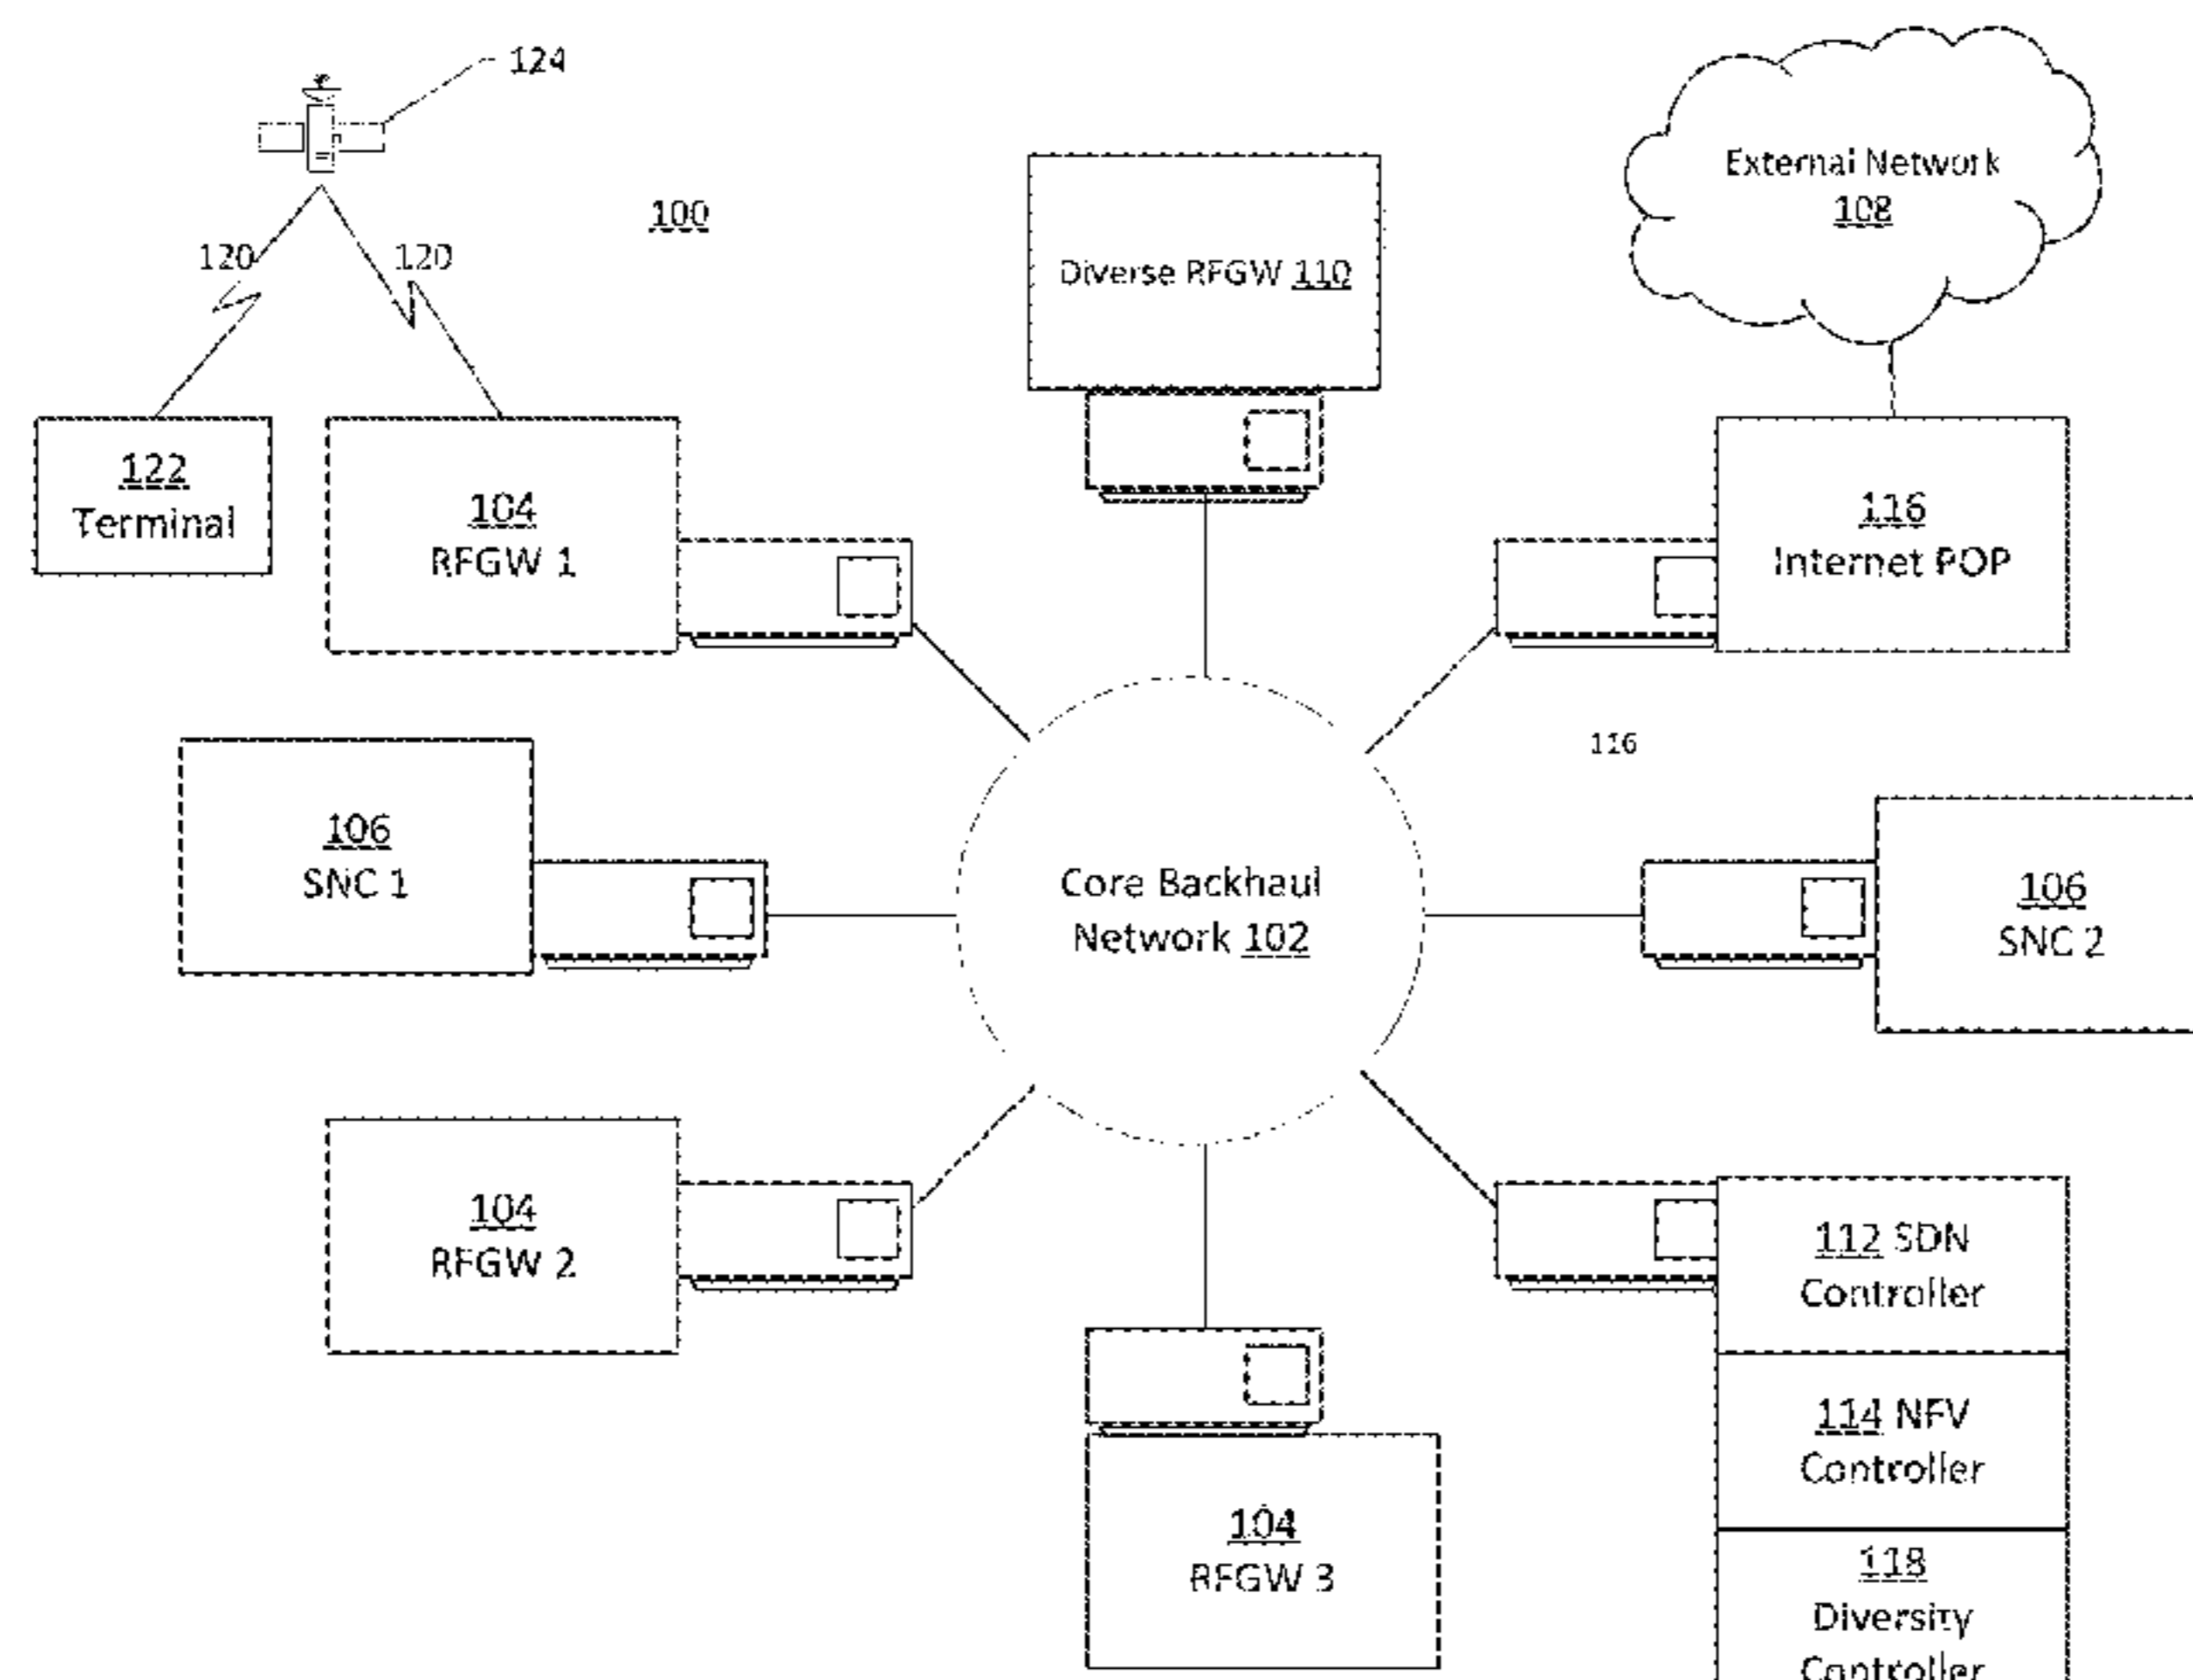 124
100
120
120
External Network
108
Diverse RFGW 110
122
Terminal
104
RFGW 1
116
Internet POP
116
106
SNC 1
Core Backhaul
Network 102
106
SNC 2
104
RFGW 2
112 SDN
Controller
114 NFV
Controller
104
RFGW 3
118
Diversity
Controller